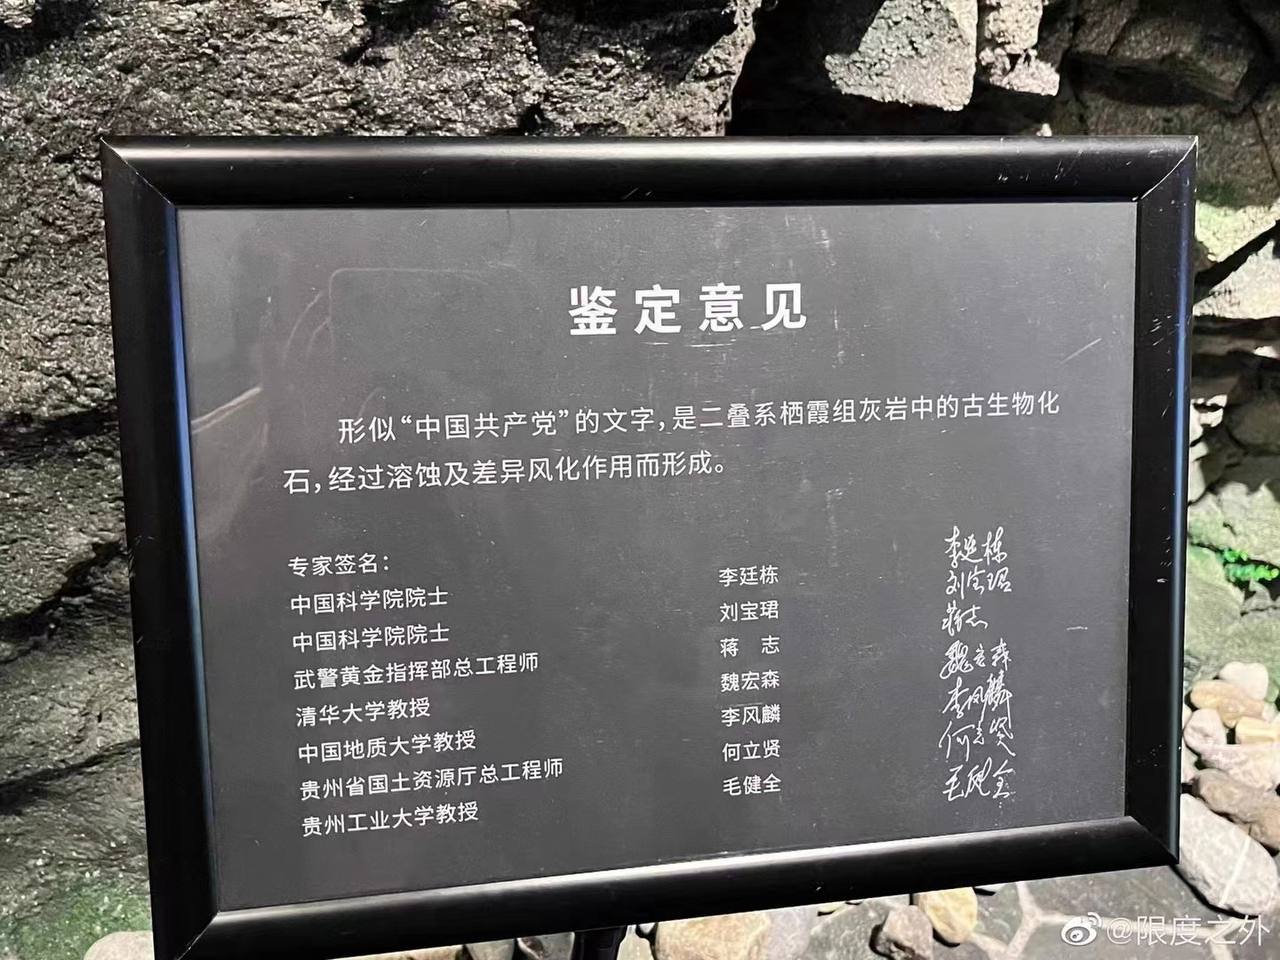 鉴定意见
形似“中国共产党”的文字，是二叠系栖霞组灰岩中的古生物化
石，经过溶蚀及差异风化作用而形成。
专家签名：
中国科学院院士 李廷栋 李廷栋
中国科学院院士 刘宝珺 刘宝珺
武警黄金指挥部总工程师 蒋 志 蒋志
清华大学教授 魏宏森 魏宏森
中国地质大学教授 李风麟 李风麟
贵州省国土资源厅总工程师 何立贤 何立贤
贵州工业大学教授 毛健全 毛健全
@限度之外